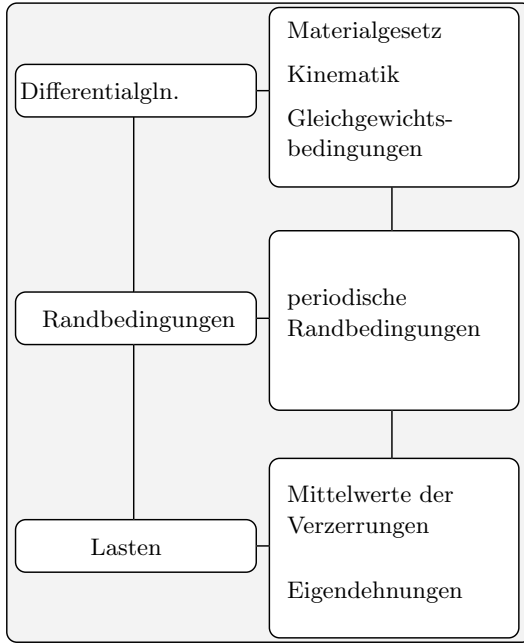 Differentialgln.
Materialgesetz
Kinematik
Gleichgewichts-
bedingungen
Randbedingungen
periodische
Randbedingungen
Lasten
Mittelwerte der
Verzerrungen
Eigendehnungen